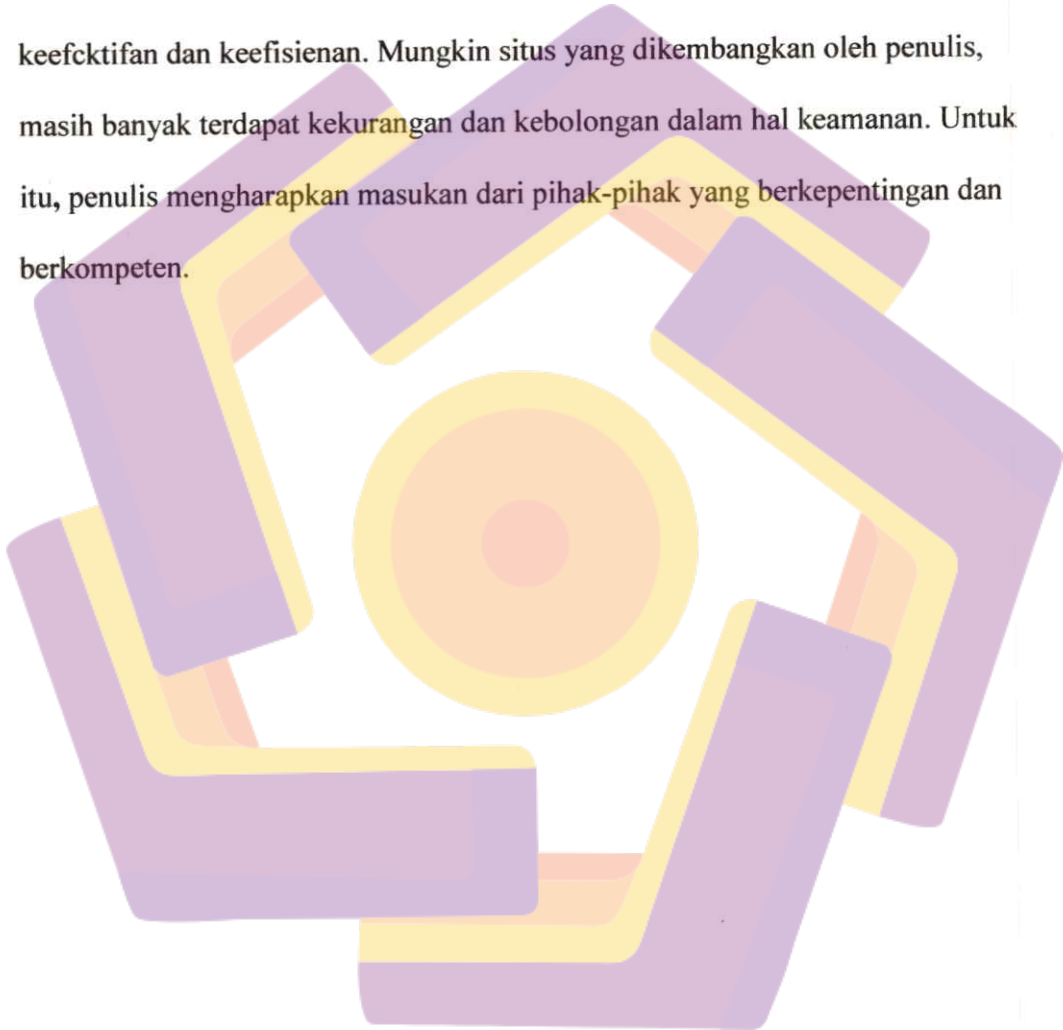 keefcktifan dan keefisienan. Mungkin situs yang dikembangkan oleh penulis,
masih banyak terdapat kekurangan dan kebolongan dalam hal keamanan. Untuk
itu, penulis mengharapkan masukan dari pihak-pihak yang berkepentingan dan
berkompeten.